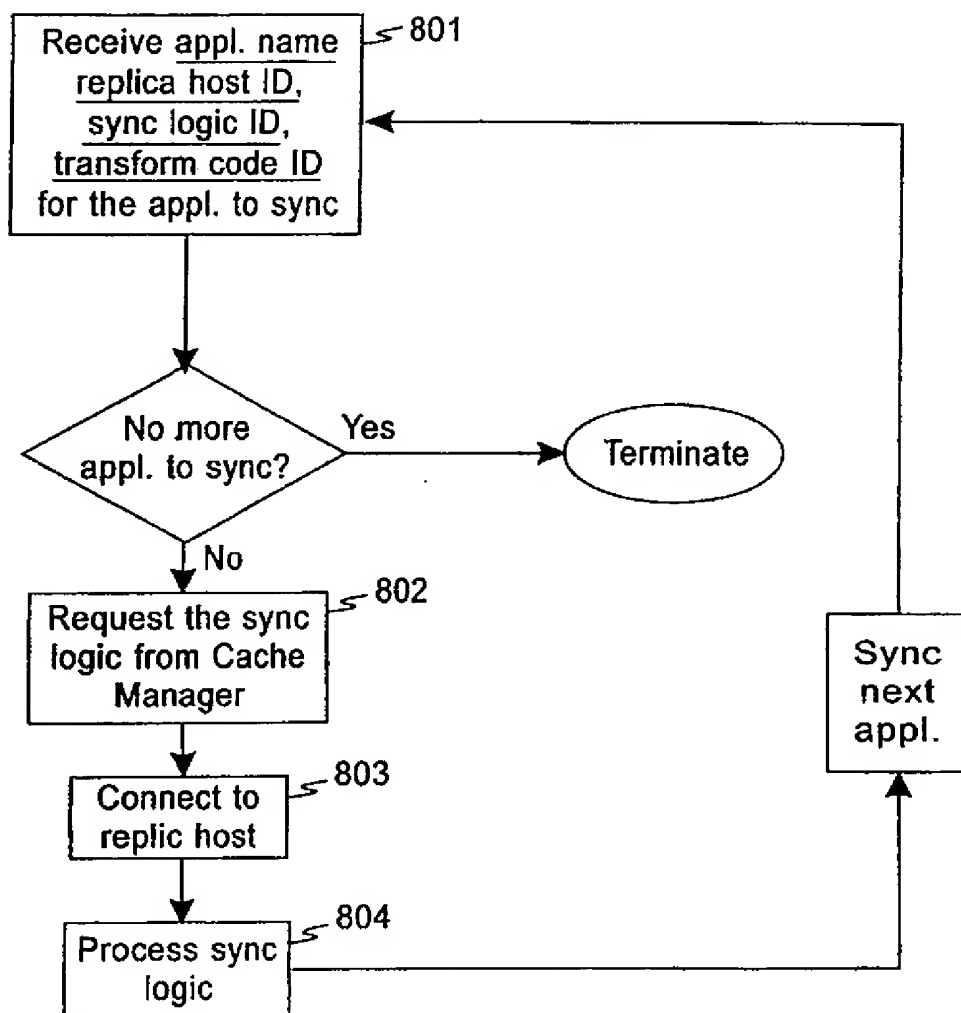 Receive appl. name
replica host ID,
sync logic ID,
transform code ID
for the appl. to sync
801
No more
appl. to sync?
Yes
Terminate
No
Request the sync
logic from Cache
Manager
802
Connect to
replic host
803
Process sync
logic
804
Sync
next
appl.